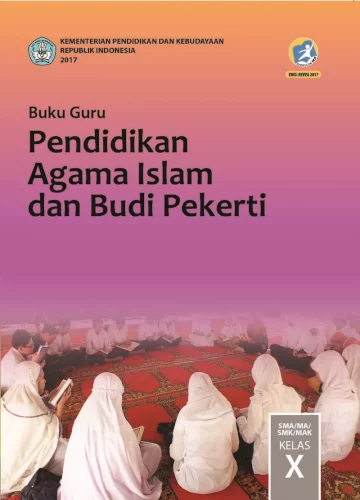 KEMENTERIAN PENDIDIKAN DAN KEBUDAYAAN
REPUBLIK INDONESIA
2017
EDISI REVISI 2017
Buku Guru
Pendidikan
Agama Islam
dan Budi Pekerti
SMA/MA/
SMK/MAK
KELAS
X